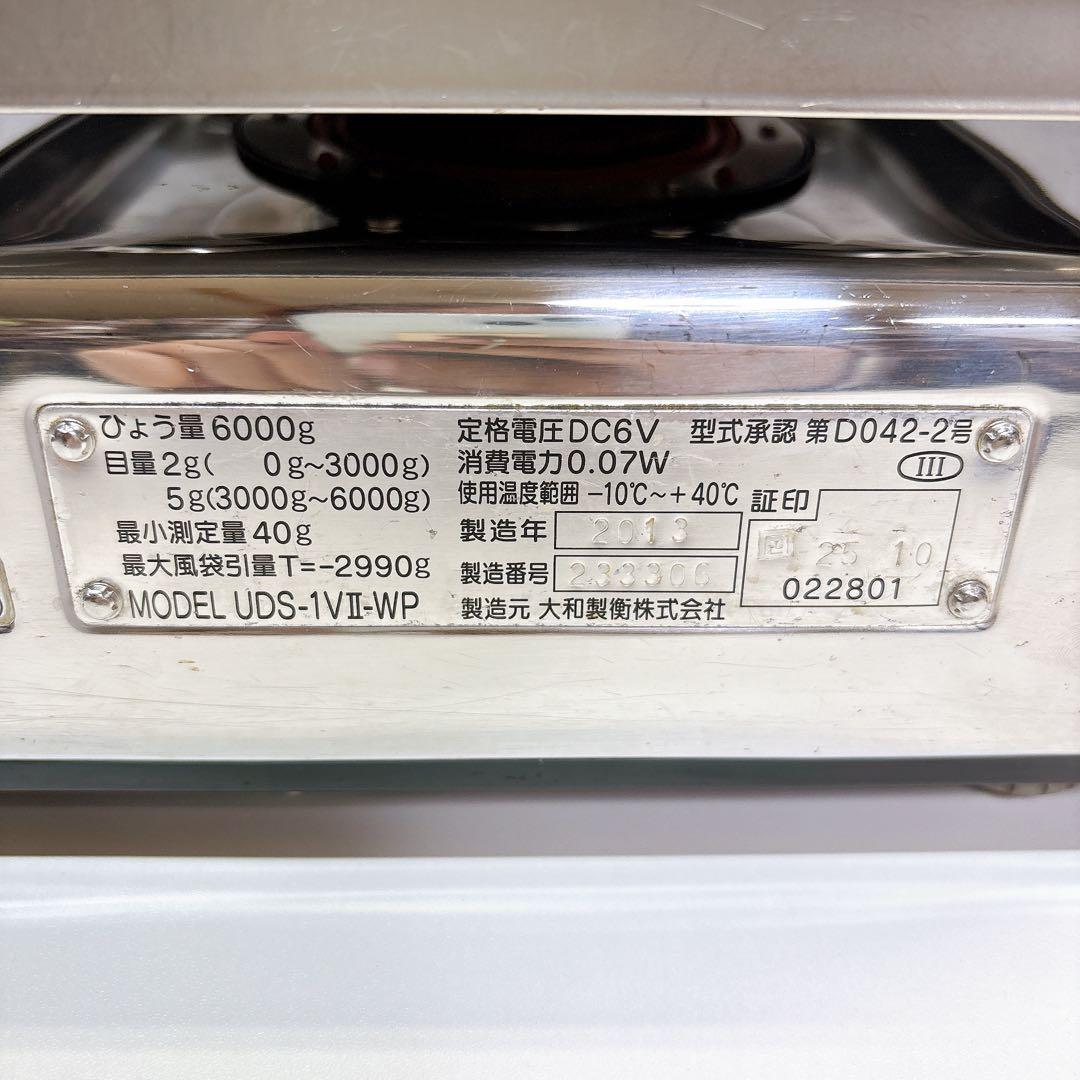 ひょう量6000g
目量2g( 0g~3000g)
5g(3000g~6000g)
最小測定量40g
最大風袋引量T=-2990g
MODEL UDS-1VⅡ-WP
定格電圧DC6V 型式承認 第D042-2号
消費電力0.07W
III
使用温度範囲 -10℃~+40℃
製造年 2013
製造番号 233306
製造元 大和製衡株式会社
証印
25 10
022801